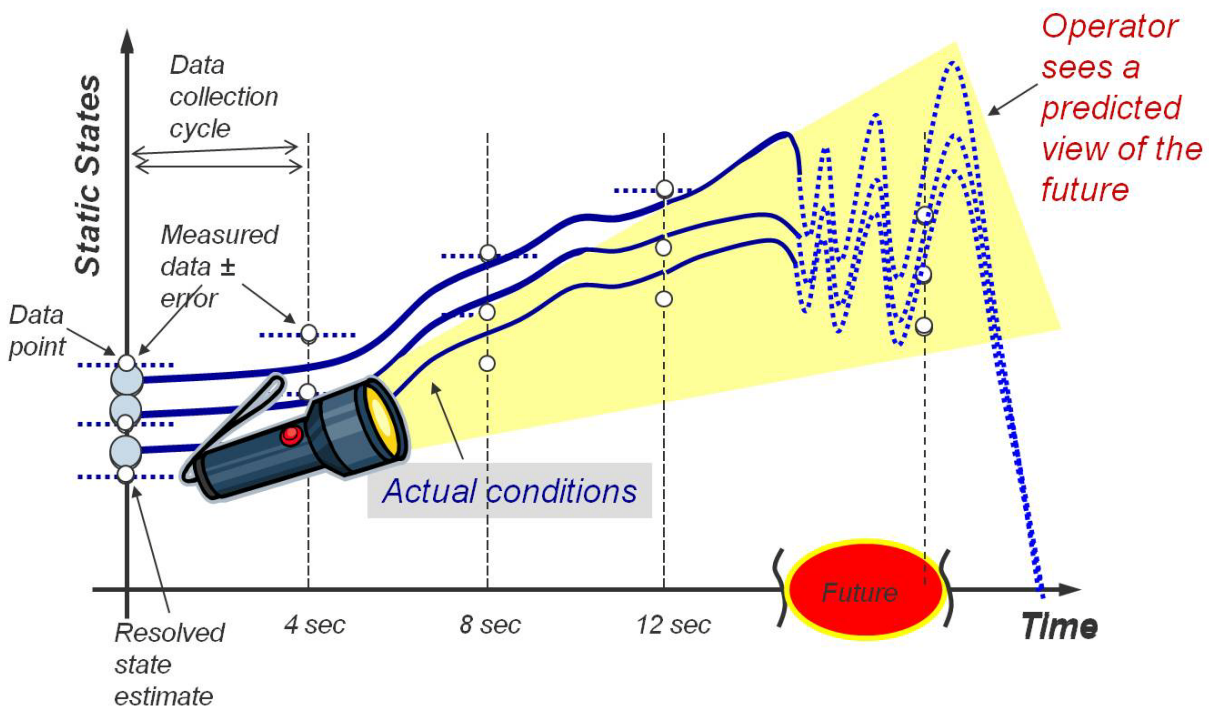 Operator
sees a
predicted
view of the
future
Data
collection
cycle
Static States
Measured
data ±
error
Data
point
Actual conditions
Future
4 sec
8 sec
12 sec
Time
Resolved
state
estimate